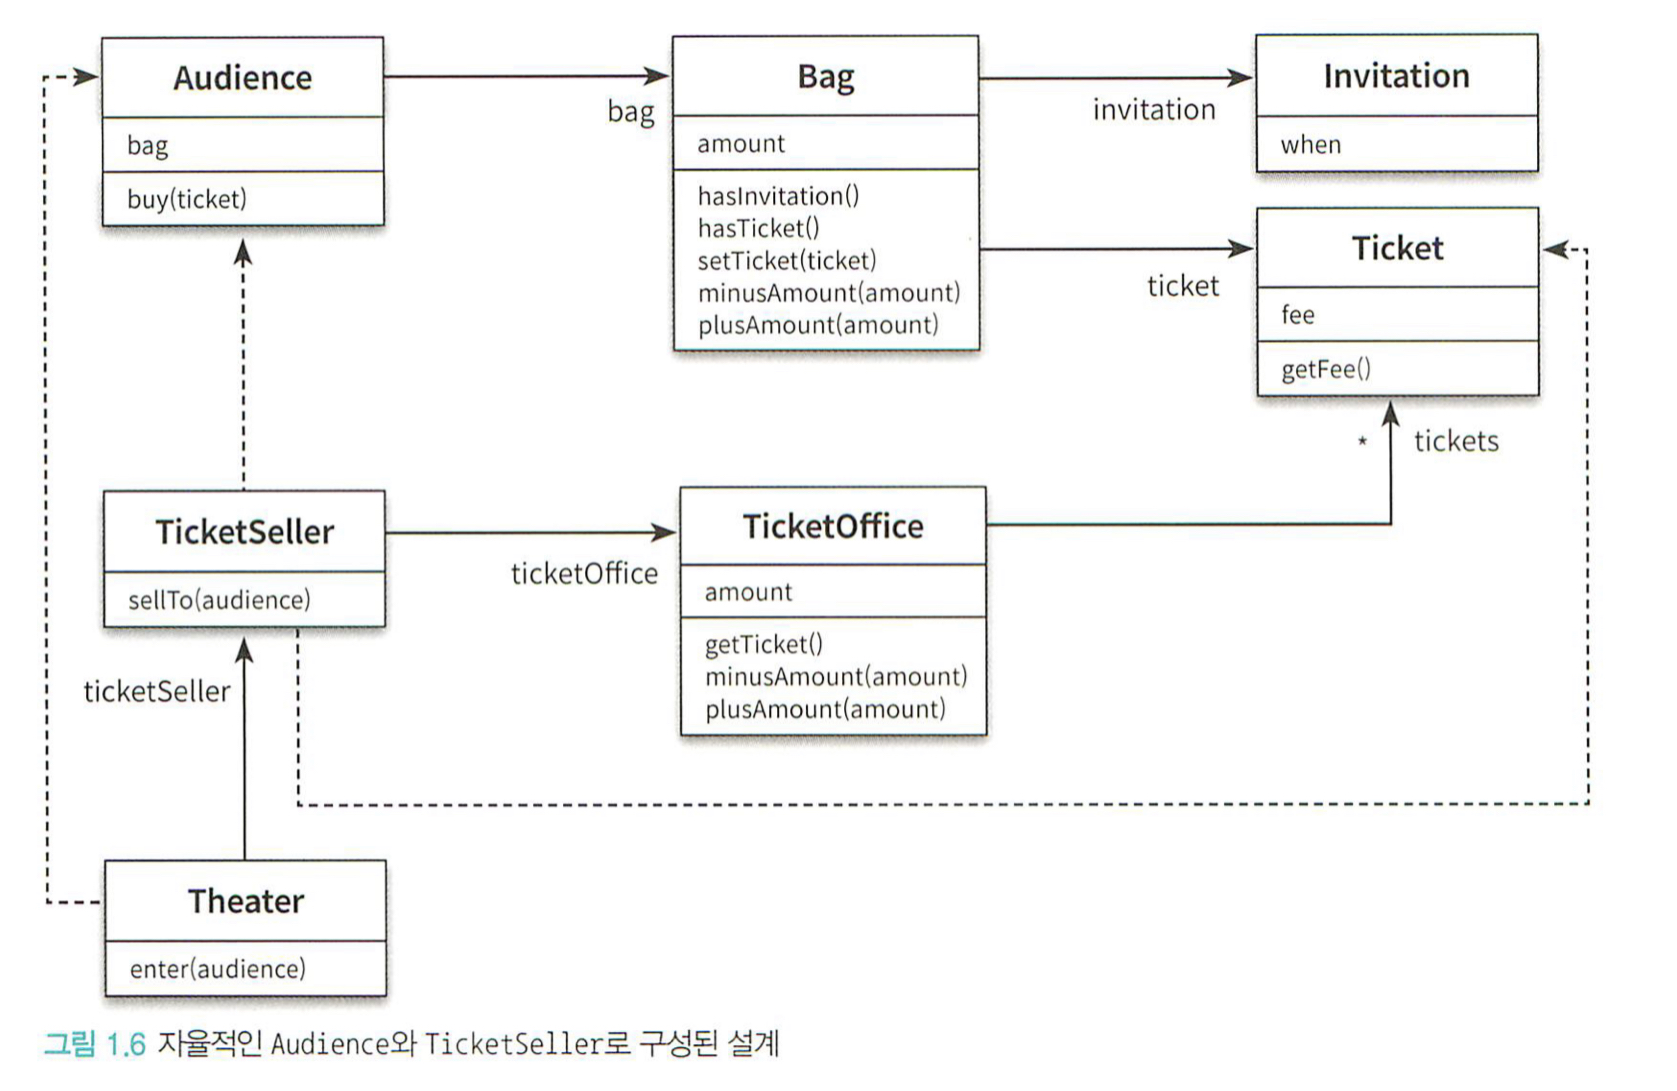 Audience
bag
buy(ticket)
bag
Bag
amount
hasInvitation()
hasTicket()
setTicket(ticket)
minusAmount(amount)
plusAmount(amount)
invitation
Invitation
when
ticket
Ticket
fee
getFee()
* tickets
TicketSeller
sellTo(audience)
ticketOffice
TicketOffice
amount
getTicket()
minusAmount(amount)
plusAmount(amount)
ticketSeller
Theater
enter(audience)
그림 1.6 자율적인 Audience와 TicketSeller로 구성된 설계